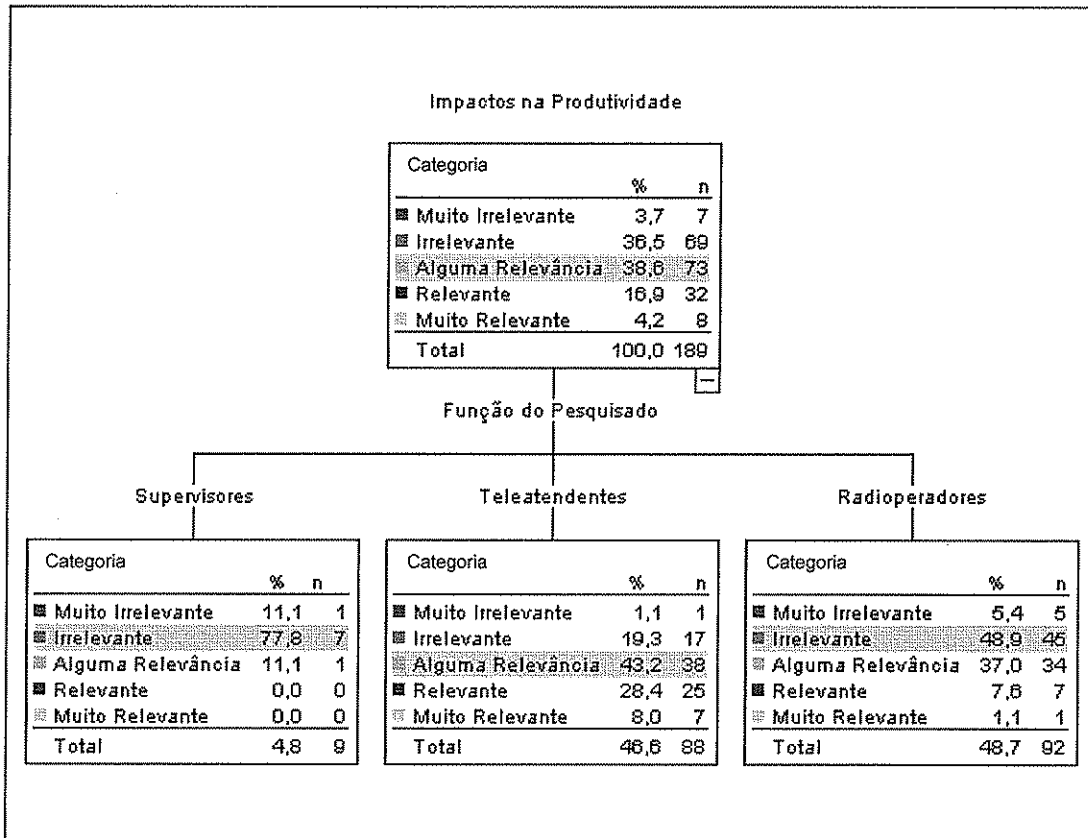 Impactos na Produtividade
Categoria
% n
Muito Irrelevante 3,7 7
Irrelevante 36,5 69
Alguma Relevância 38,6 73
Relevante 16,9 32
Muito Relevante 4,2 8
Total 100,0 189
Função do Pesquisado
Supervisores
Categoria
% n
Muito Irrelevante 11,1 1
Irrelevante 77,8 7
Alguma Relevância 11,1 1
Relevante 0,0 0
Muito Relevante 0,0 0
Total 4,8 9
Teleatendentes
Categoria
% n
Muito Irrelevante 1,1 1
Irrelevante 19,3 17
Alguma Relevância 43,2 38
Relevante 28,4 25
Muito Relevante 8,0 7
Total 46,6 88
Radioperadores
Categoria
% n
Muito Irrelevante 5,4 5
Irrelevante 48,9 45
Alguma Relevância 37,0 34
Relevante 7,6 7
Muito Relevante 1,1 1
Total 48,7 92